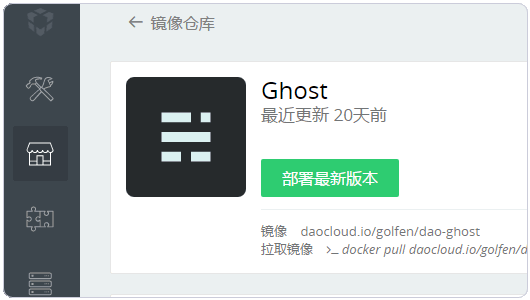 ← 镜像仓库
Ghost
最近更新 20天前
部署最新版本
镜像 daocloud.io/golfen/dao-ghost
拉取镜像 >_ docker pull daocloud.io/golfen/d